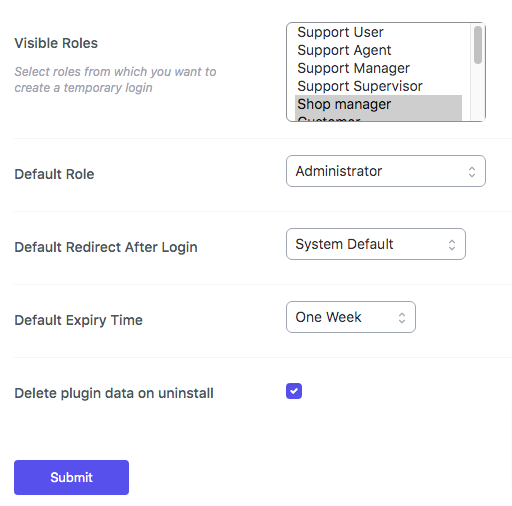 Visible Roles
Select roles from which you want to
create a temporary login
Support User
Support Agent
Support Manager
Support Supervisor
Shop manager
Customer
Default Role
Administrator
Default Redirect After Login
System Default
Default Expiry Time
One Week
Delete plugin data on uninstall
Submit